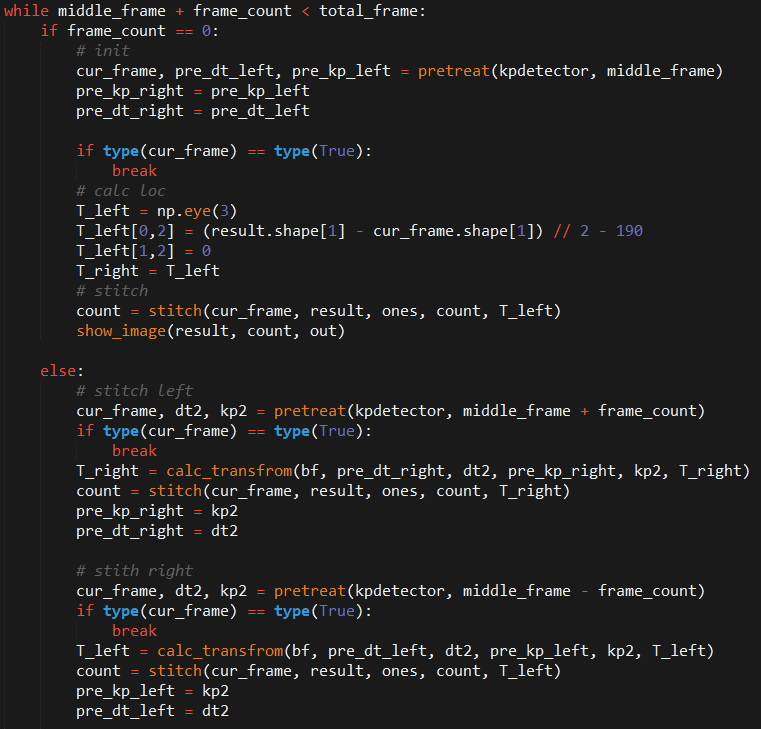 while middle_frame + frame_count < total_frame:
    if frame_count == 0:
        # init
        cur_frame, pre_dt_left, pre_kp_left = pretreat(kpdetector, middle_frame)
        pre_kp_right = pre_kp_left
        pre_dt_right = pre_dt_left

        if type(cur_frame) == type(True):
            break
        # calc loc
        T_left = np.eye(3)
        T_left[0,2] = (result.shape[1] - cur_frame.shape[1]) // 2 - 190
        T_left[1,2] = 0
        T_right = T_left
        # stitch
        count = stitch(cur_frame, result, ones, count, T_left)
        show_image(result, count, out)

    else:
        # stitch left
        cur_frame, dt2, kp2 = pretreat(kpdetector, middle_frame + frame_count)
        if type(cur_frame) == type(True):
            break
        T_right = calc_transfrom(bf, pre_dt_right, dt2, pre_kp_right, kp2, T_right)
        count = stitch(cur_frame, result, ones, count, T_right)
        pre_kp_right = kp2
        pre_dt_right = dt2

        # stith right
        cur_frame, dt2, kp2 = pretreat(kpdetector, middle_frame - frame_count)
        if type(cur_frame) == type(True):
            break
        T_left = calc_transfrom(bf, pre_dt_left, dt2, pre_kp_left, kp2, T_left)
        count = stitch(cur_frame, result, ones, count, T_left)
        pre_kp_left = kp2
        pre_dt_left = dt2